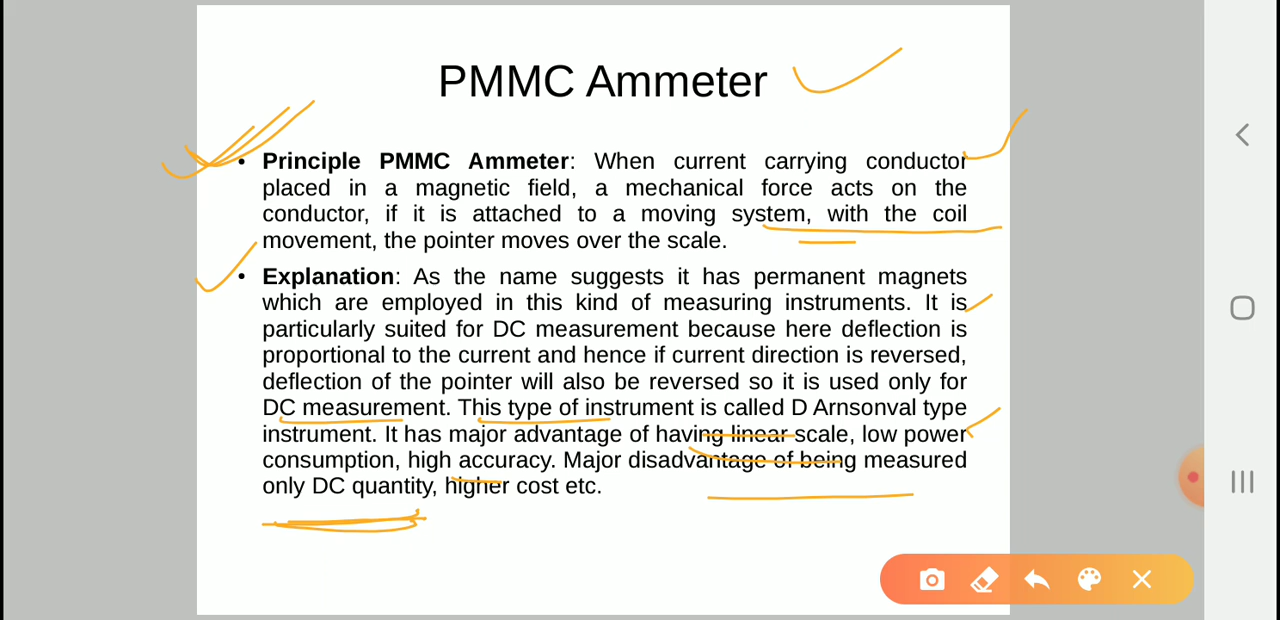 PMMC Ammeter
• Principle PMMC Ammeter: When current carrying conductor
placed in a magnetic field, a mechanical force acts on the
conductor, if it is attached to a moving system, with the coil
movement, the pointer moves over the scale.
• Explanation: As the name suggests it has permanent magnets
which are employed in this kind of measuring instruments. It is
particularly suited for DC measurement because here deflection is
proportional to the current and hence if current direction is reversed,
deflection of the pointer will also be reversed so it is used only for
DC measurement. This type of instrument is called D Arnsonval type
instrument. It has major advantage of having linear scale, low power
consumption, high accuracy. Major disadvantage of being measured
only DC quantity, higher cost etc.